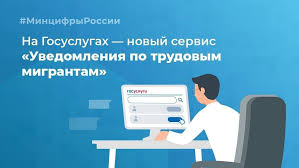 #МинцифрыРоссии
На Госуслугах — новый сервис
«Уведомления по трудовым
мигрантам»
госуслуги